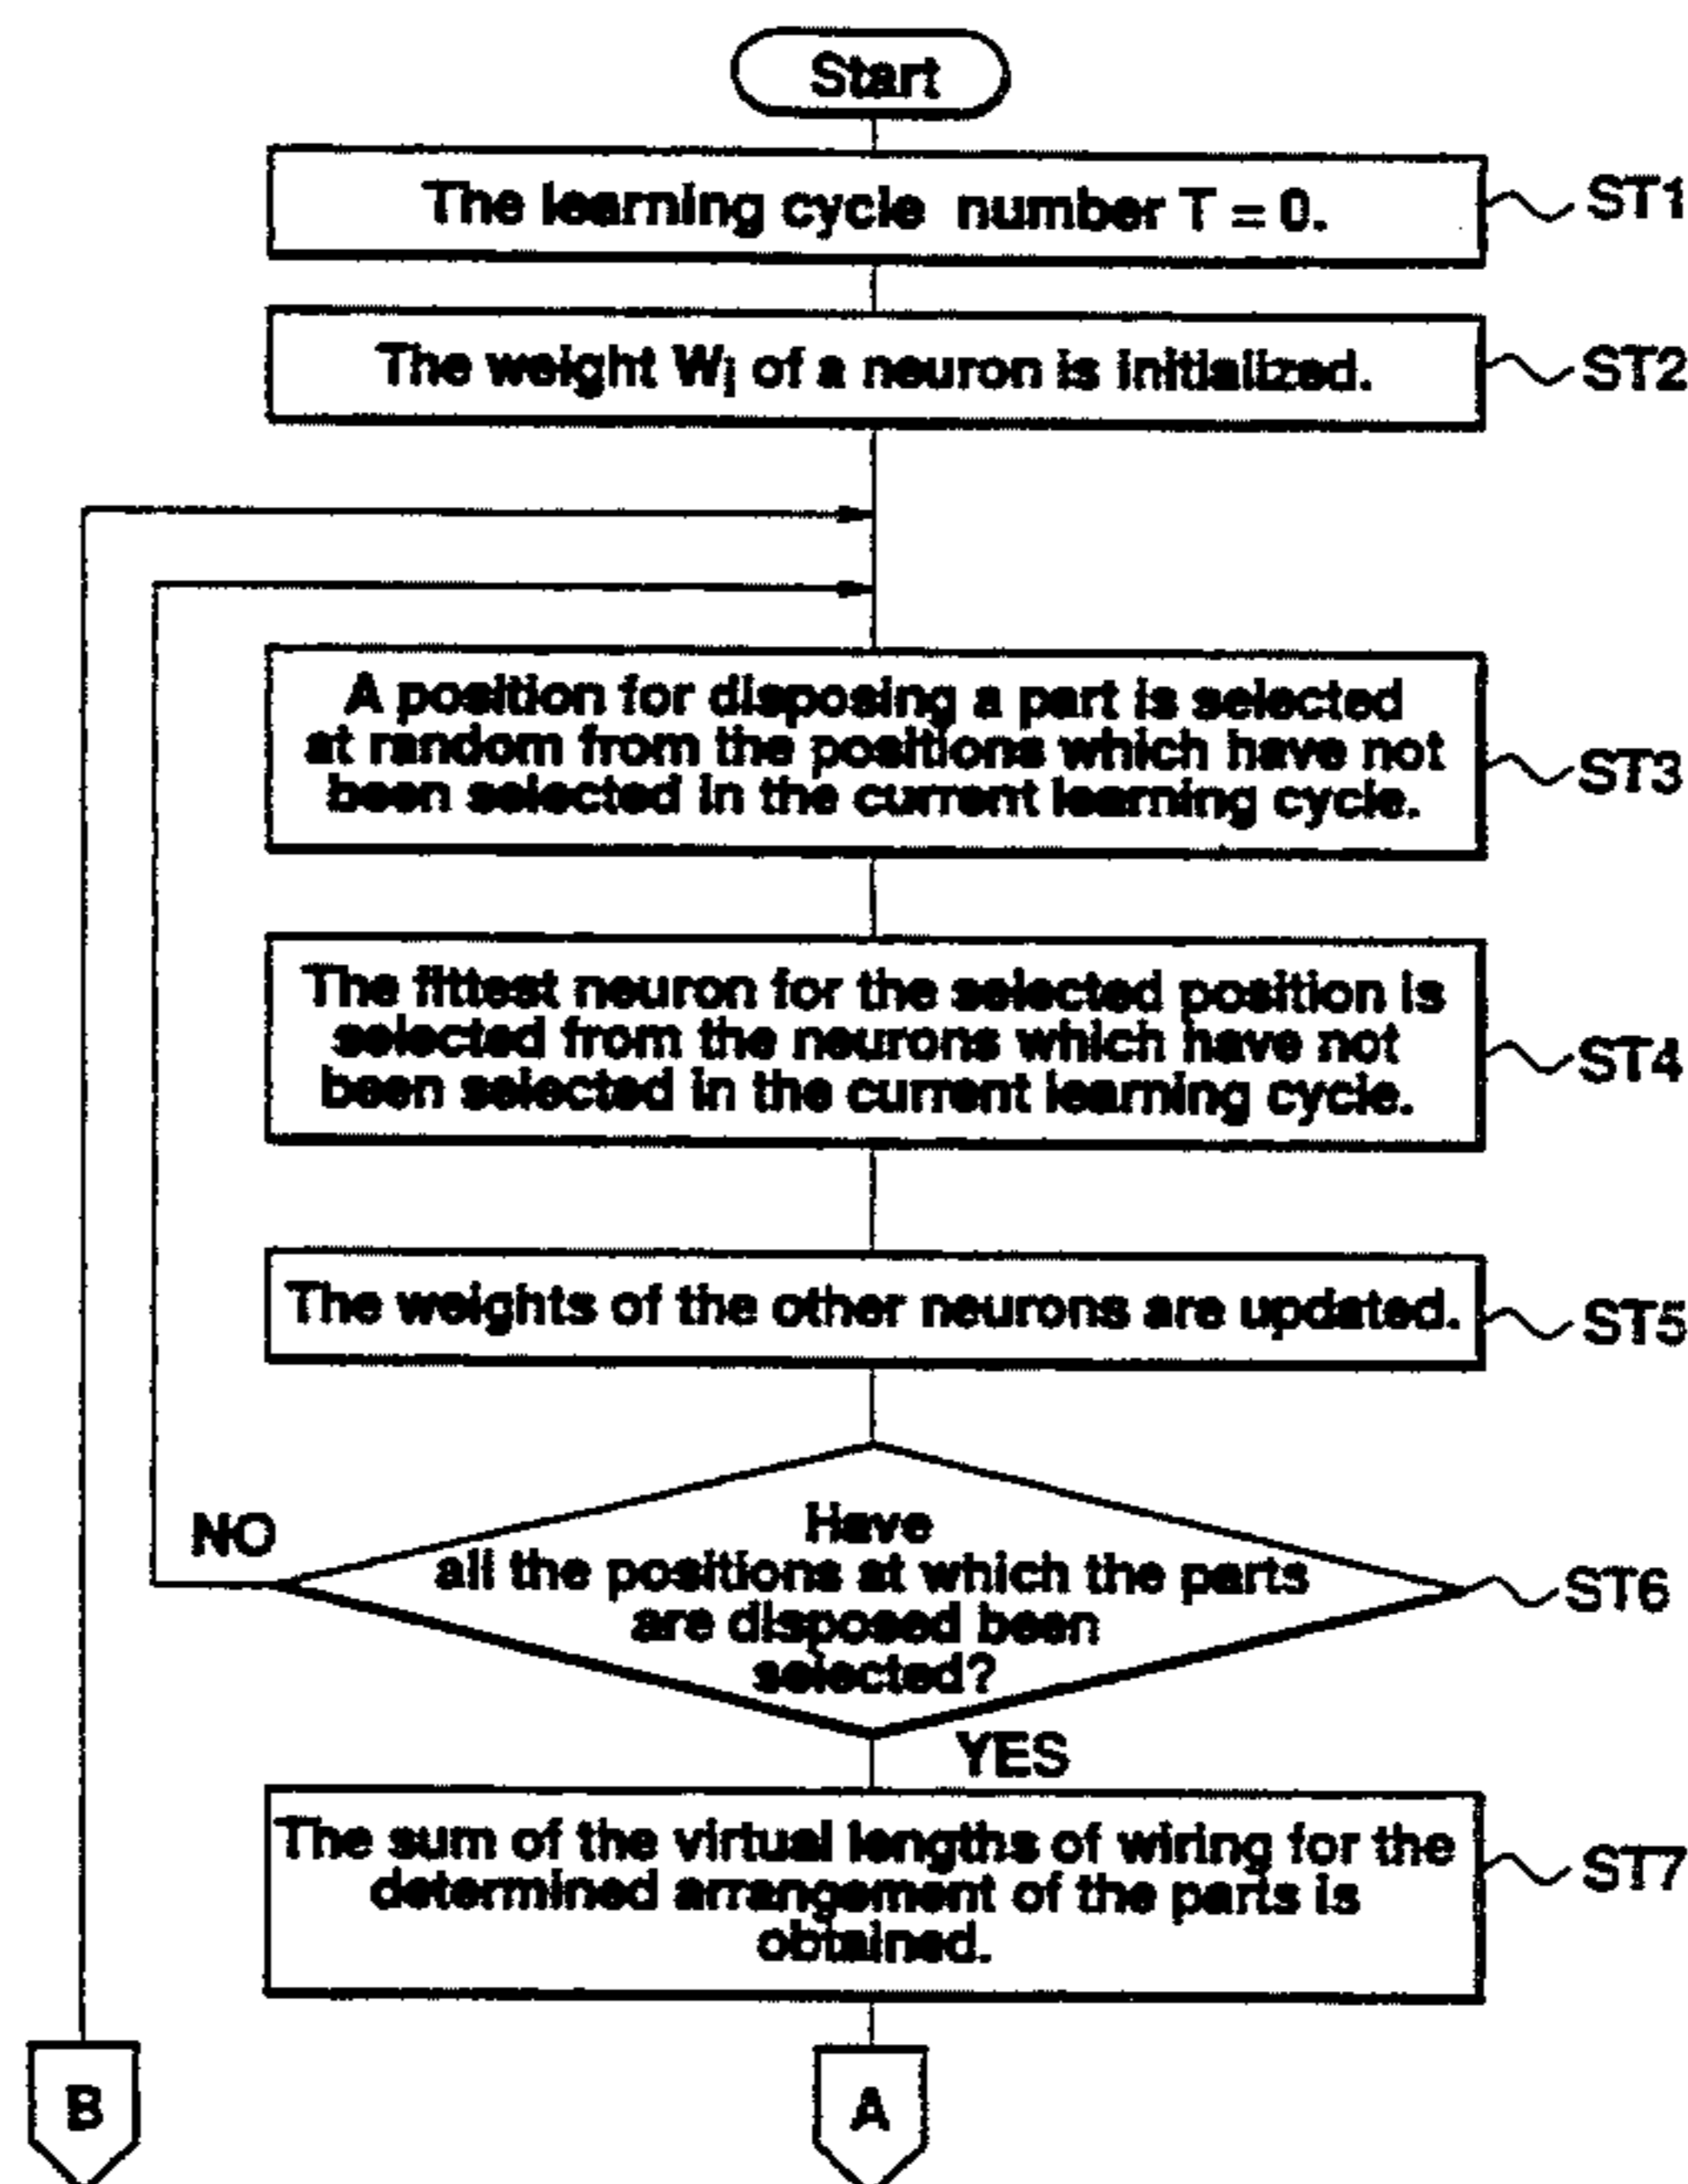 Start
The learning cycle number T = 0.
ST1
The weight Wj of a neuron is initialized.
ST2
A position for disposing a part is selected
at random from the positions which have not
been selected in the current learning cycle.
ST3
The fittest neuron for the selected position is
selected from the neurons which have not
been selected in the current learning cycle.
ST4
The weights of the other neurons are updated.
ST5
NO
Have
all the positions at which the parts
are disposed been
selected?
ST6
YES
The sum of the virtual lengths of wiring for the
determined arrangement of the parts is
obtained.
ST7
B
A